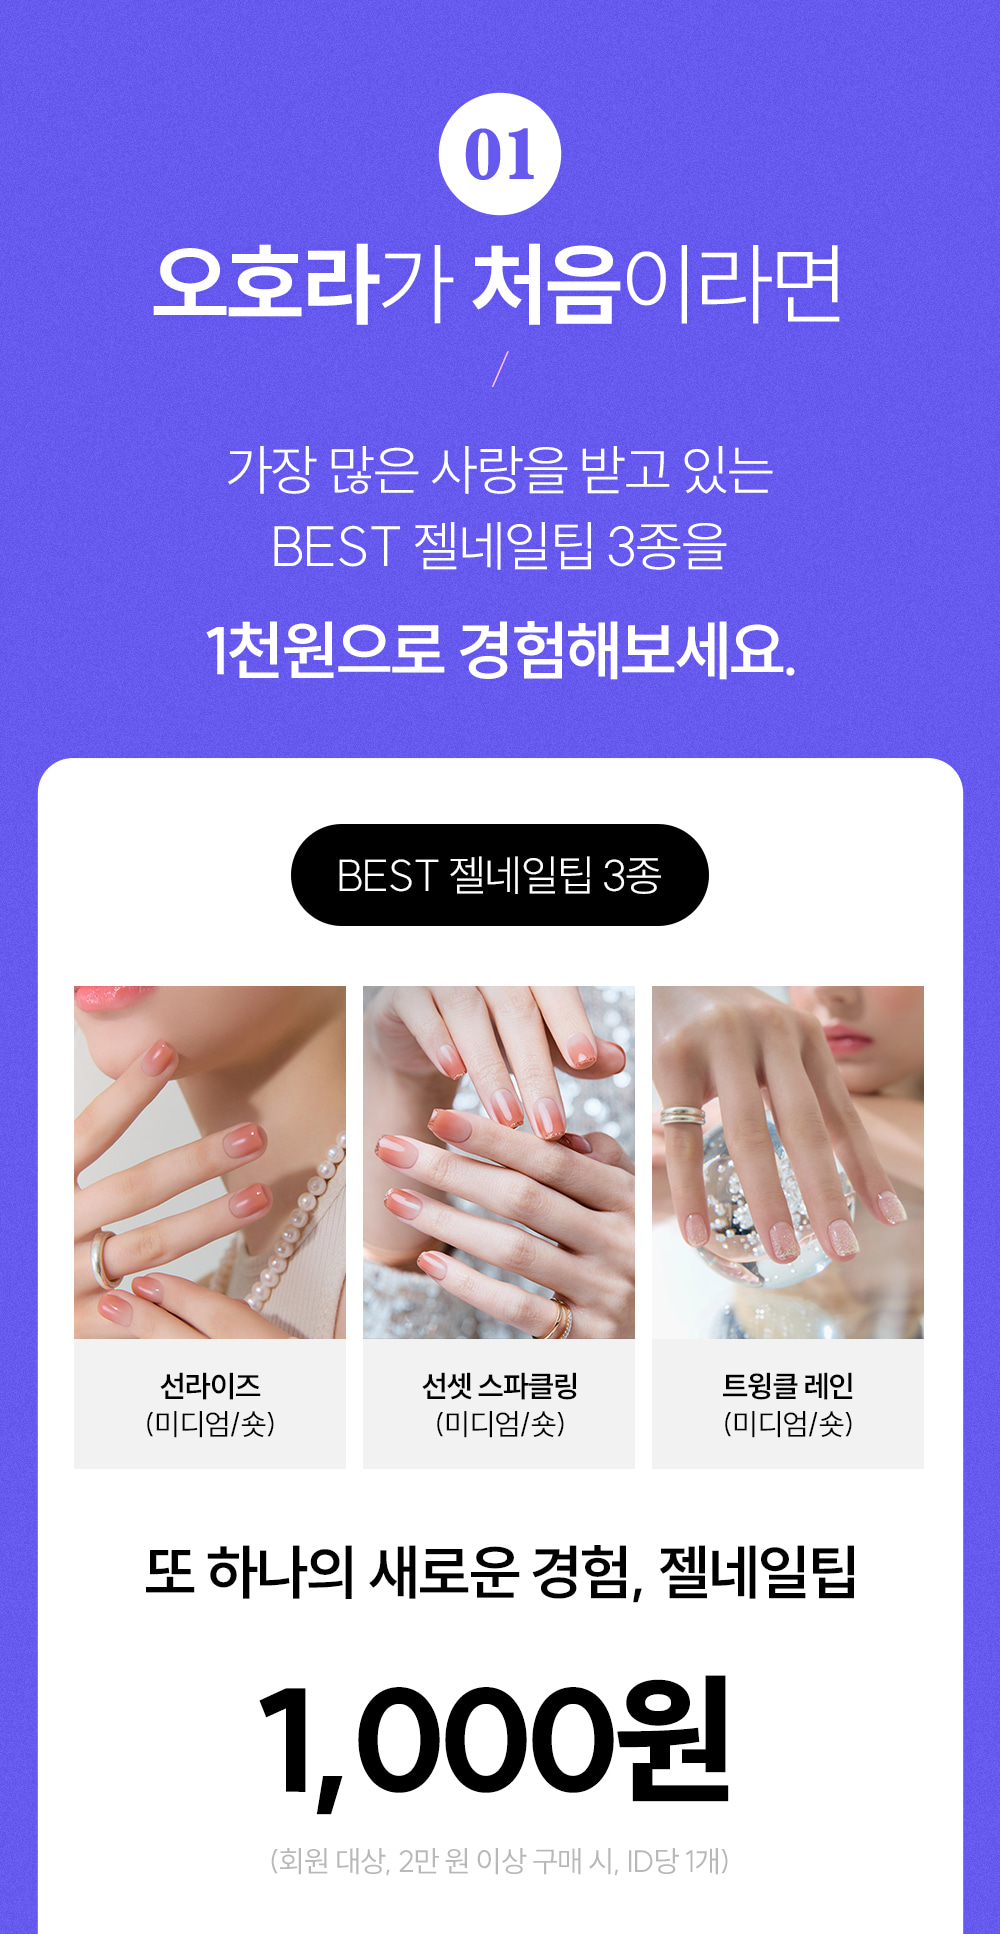 01
오호라가 처음이라면
/
가장 많은 사랑을 받고 있는
BEST 젤네일팁 3종을
1천원으로 경험해보세요.
BEST 젤네일팁 3종
선라이즈
(미디엄/숏)
선셋 스파클링
(미디엄/숏)
트윙클 레인
(미디엄/숏)
또 하나의 새로운 경험, 젤네일팁
1,000원
(회원 대상, 2만 원 이상 구매 시, ID당 1개)